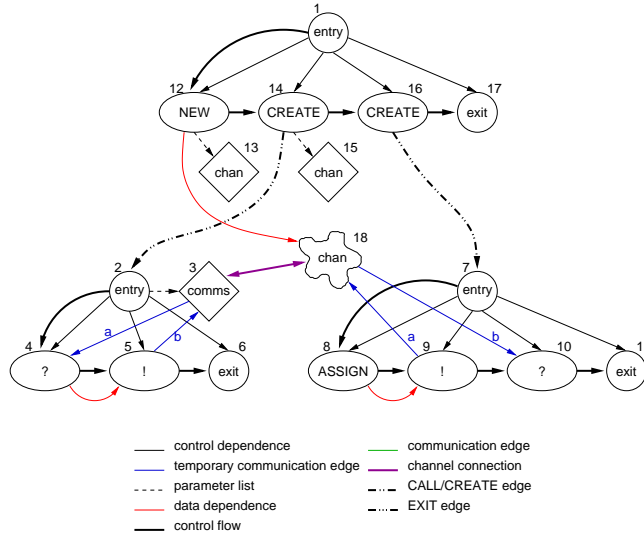 1
entry
12 14 16 17
NEW CREATE CREATE exit
13 15
chan chan
18
chan
2 3 7
entry comms entry
a b a b
4 5 6 8 9 10 1
? ! exit ASSIGN ! ? exit
control dependence communication edge
temporary communication edge channel connection
parameter list CALL/CREATE edge
data dependence EXIT edge
control flow